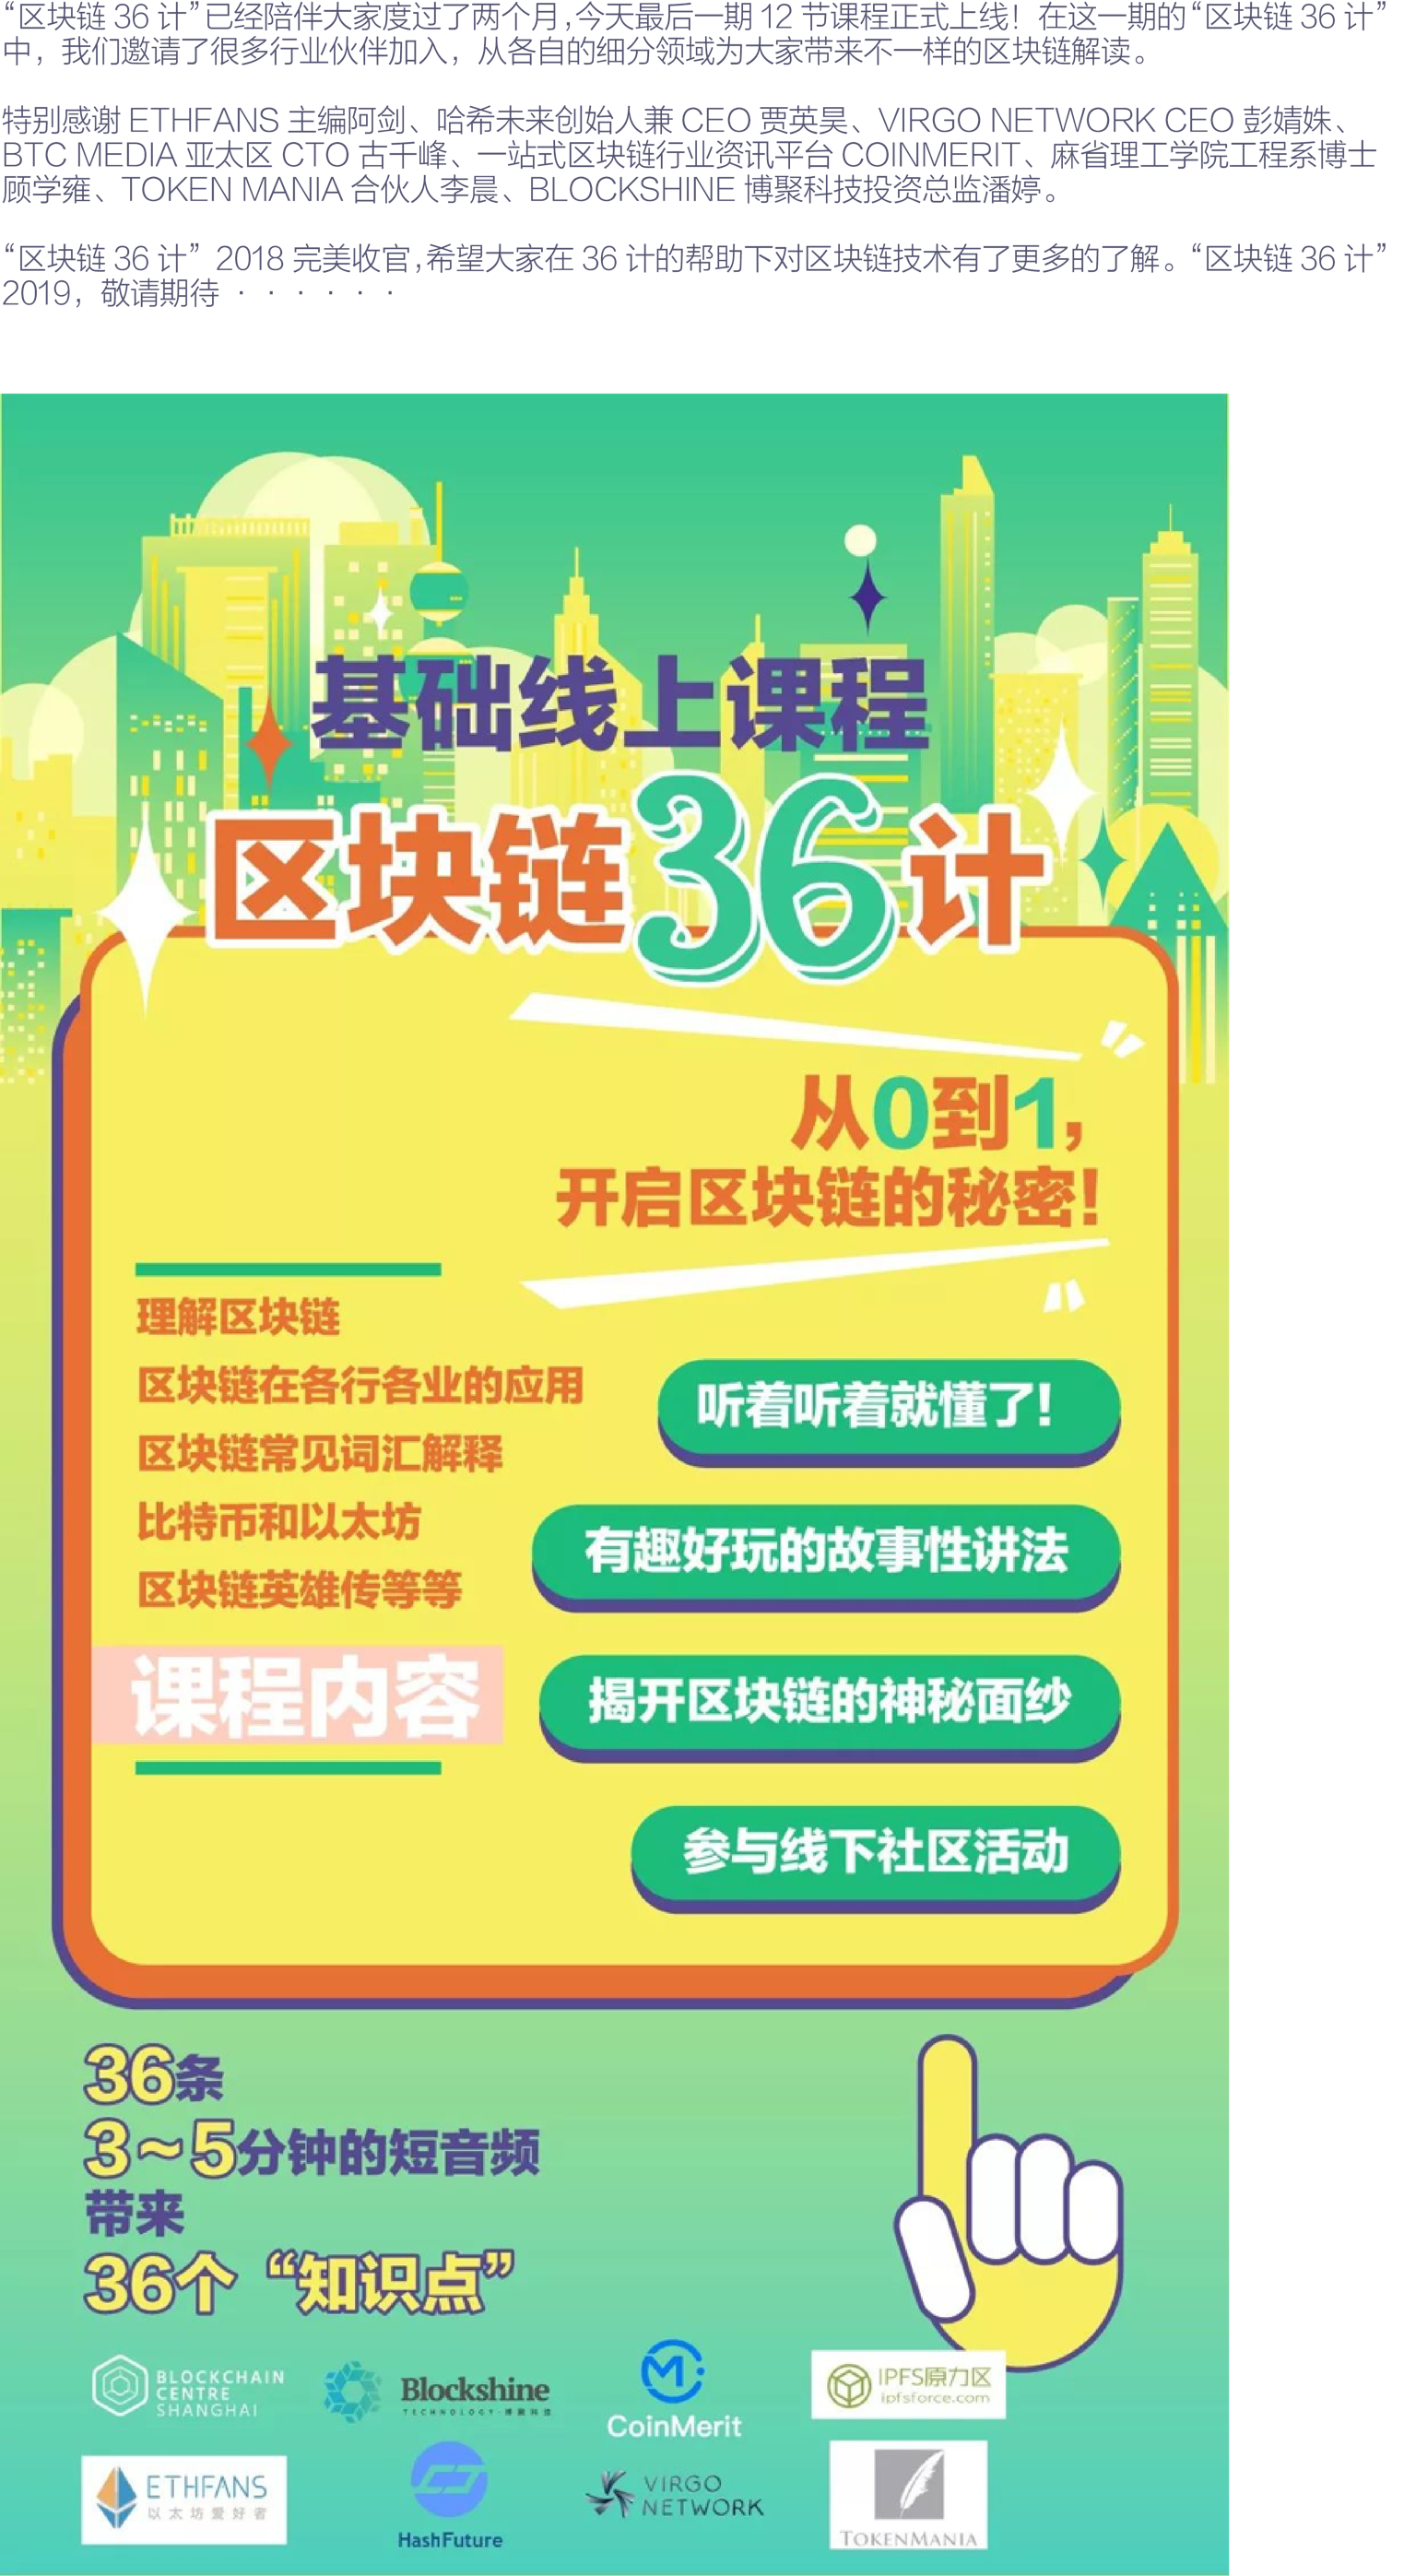 “区块链 36 计”已经陪伴大家度过了两个月,今天最后一期 12 节课程正式上线！在这一期的“区块链 36 计”
中，我们邀请了很多行业伙伴加入，从各自的细分领域为大家带来不一样的区块链解读。
特别感谢 ETHFANS 主编阿剑、哈希未来创始人兼 CEO 贾英昊、VIRGO NETWORK CEO 彭婧姝、
BTC MEDIA 亚太区 CTO 古千峰、一站式区块链行业资讯平台 COINMERIT、麻省理工学院工程系博士
顾学雍、TOKEN MANIA 合伙人李晨、BLOCKSHINE 博聚科技投资总监潘婷。
“区块链 36 计” 2018 完美收官,希望大家在 36 计的帮助下对区块链技术有了更多的了解。“区块链 36 计”
2019，敬请期待 · · · · · ·
基础线上课程
区块链36计
从0到1，
开启区块链的秘密！
理解区块链
区块链在各行各业的应用
区块链常见词汇解释
比特币和以太坊
区块链英雄传等等
课程内容
听着听着就懂了！
有趣好玩的故事性讲法
揭开区块链的神秘面纱
参与线下社区活动
36条
3~5分钟的短音频
带来
36个“知识点”
BLOCKCHAIN
CENTRE
SHANGHAI
Blockshine
TECHNOLOGY·博聚科技
CoinMerit
IPFS原力区
ipfsforce.com
ETHFANS
以太坊爱好者
HashFuture
VIRGO
NETWORK
TOKENMANIA